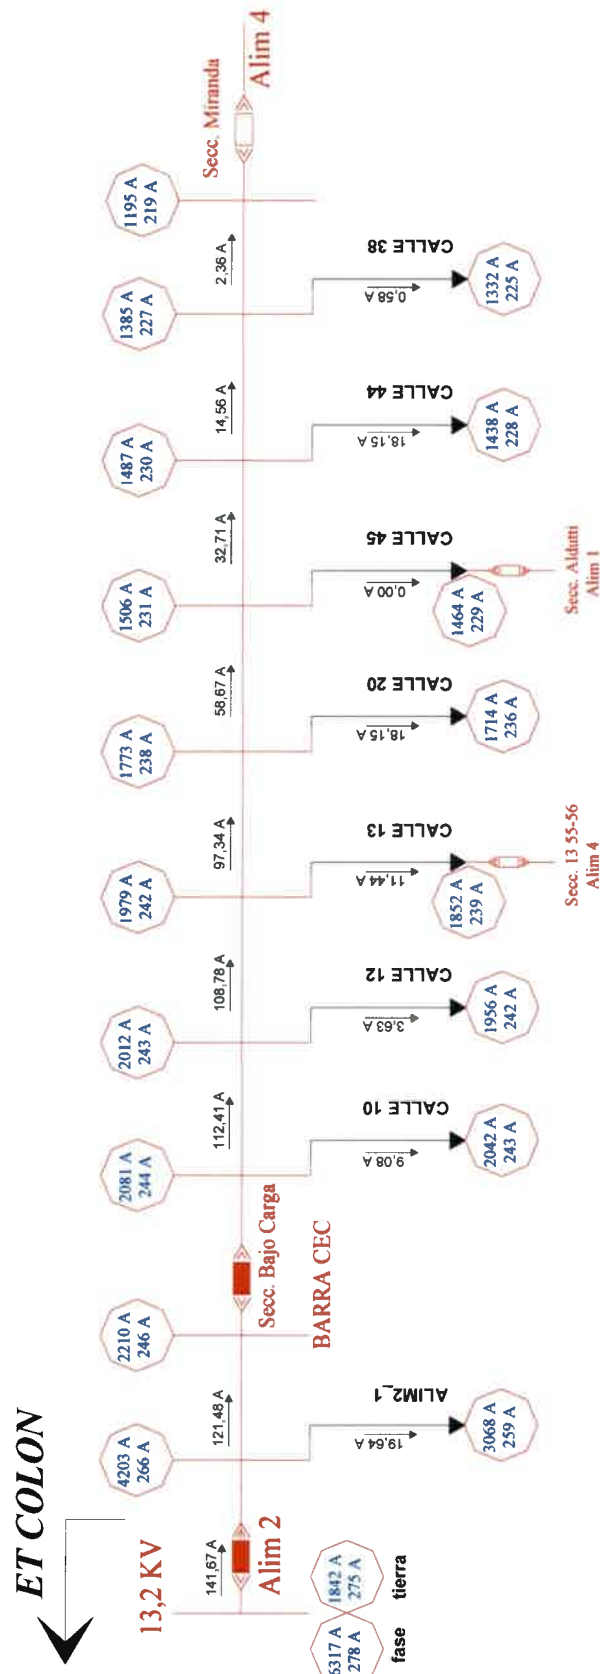 ET COLON
13,2 KV
6317 A
278 A
fase
1842 A
275 A
tierra
141,67 A
Alim 2
4203 A
266 A
121,48 A
ALIM2_1
19,64 A
3068 A
259 A
2210 A
246 A
BARRA CEC
Secc. Bajo Carga
2081 A
244 A
112,41 A
CALLE 10
9,08 A
2042 A
243 A
2012 A
243 A
108,78 A
CALLE 12
3,63 A
1956 A
242 A
1979 A
242 A
97,34 A
CALLE 13
11,44 A
1852 A
239 A
Secc. 13 55-56
Alim 4
1773 A
238 A
58,67 A
CALLE 20
18,15 A
1714 A
236 A
1506 A
231 A
32,71 A
CALLE 45
0,00 A
1464 A
229 A
Secc. Aldutti
Alim 1
1487 A
230 A
14,56 A
CALLE 44
18,15 A
1438 A
228 A
1385 A
227 A
2,36 A
CALLE 38
0,58 A
1332 A
225 A
1195 A
219 A
Secc. Miranda
Alim 4